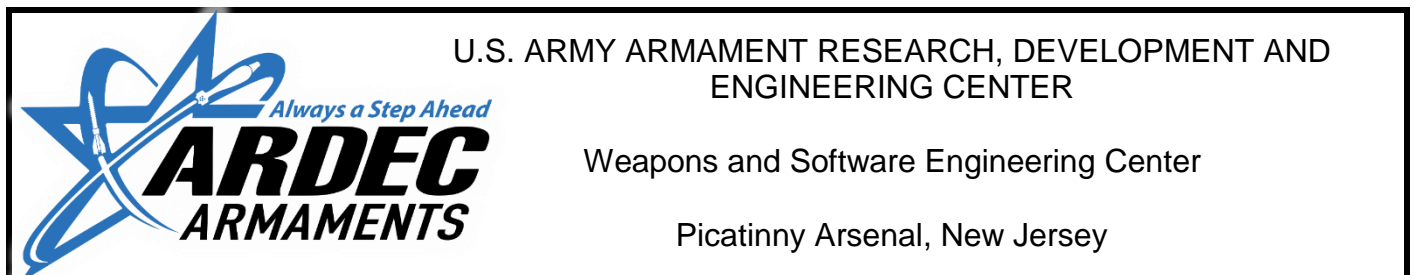 U.S. ARMY ARMAMENT RESEARCH, DEVELOPMENT AND
ENGINEERING CENTER
Always a Step Ahead
ARDEC
ARMAMENTS
Weapons and Software Engineering Center
Picatinny Arsenal, New Jersey